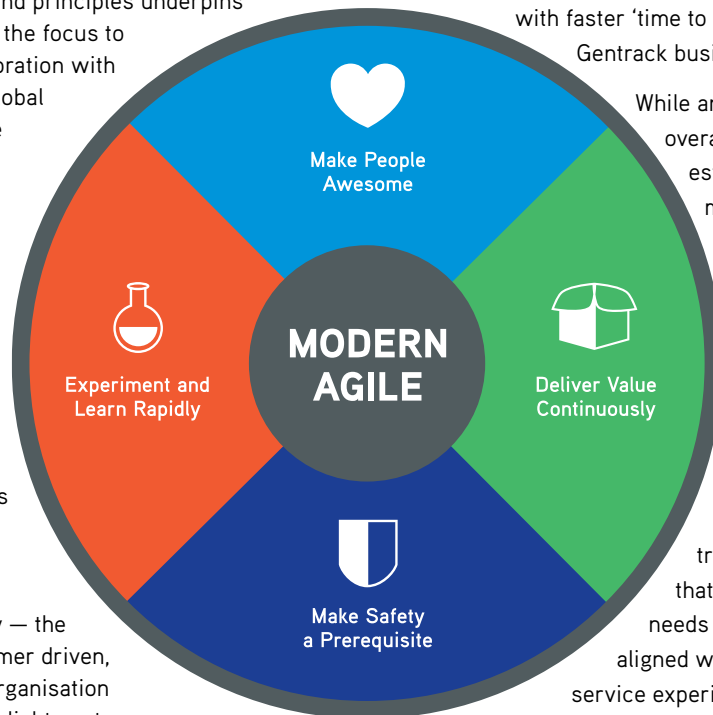 nd principles underpins
the focus to
oration with
obal
with faster ‘time to
Gentrack busi
While a
overa
es
Make People
Awesome
MODERN
AGILE
Experiment and
Learn Rapidly
Deliver Value
Continuously
Make Safety
a Prerequisite
s
— the
mer driven,
rganisation
tr
that
needs
aligned w
service experi